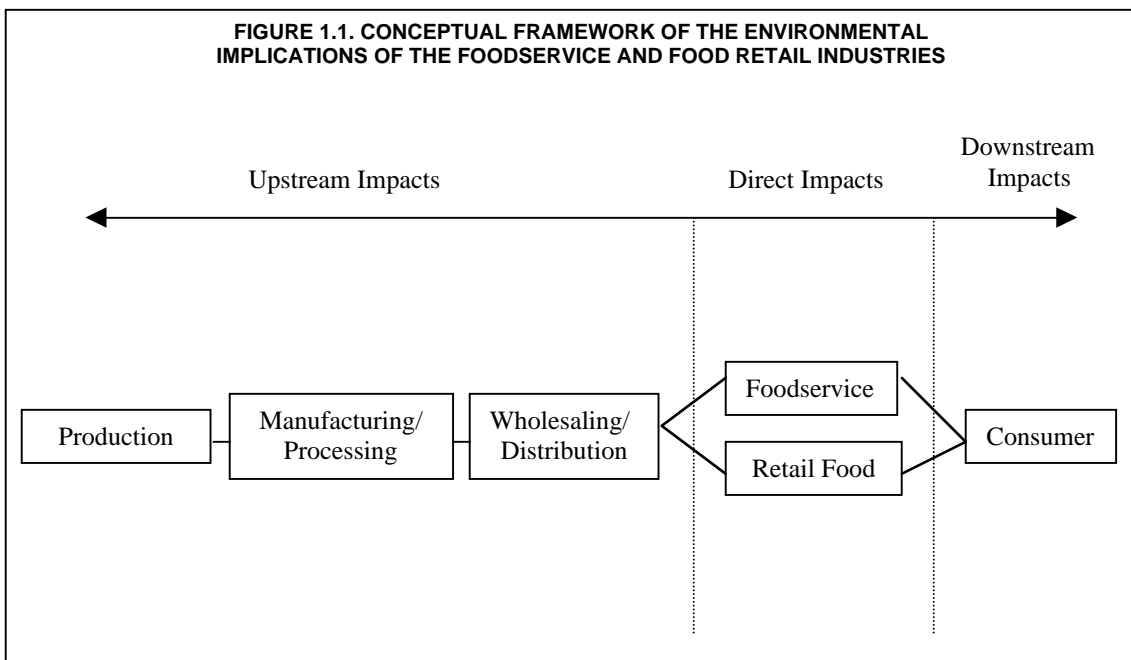 FIGURE 1.1. CONCEPTUAL FRAMEWORK OF THE ENVIRONMENTAL
IMPLICATIONS OF THE FOODSERVICE AND FOOD RETAIL INDUSTRIES
Upstream Impacts
Direct Impacts
Downstream
Impacts
Production
Manufacturing/
Processing
Wholesaling/
Distribution
Foodservice
Retail Food
Consumer